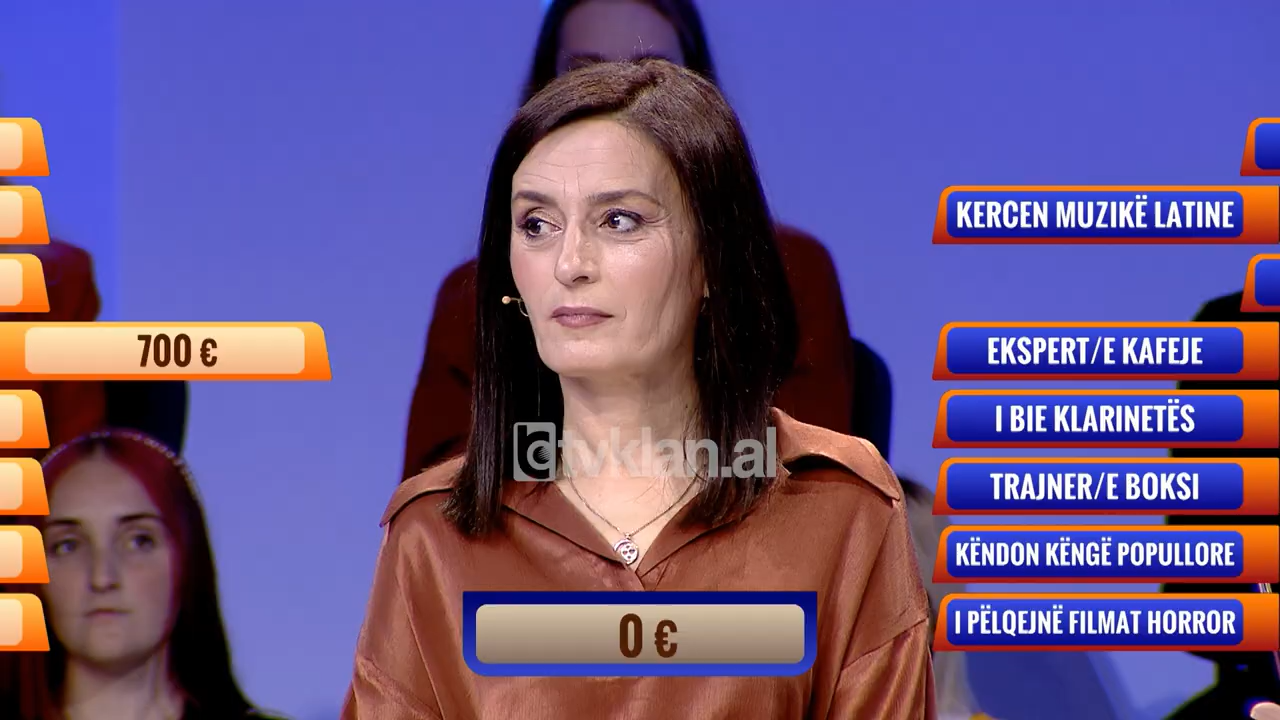 KERCEN MUZIKË LATINE
700 €
EKSPERT/E KAFEJE
I BIE KLARINETËS
tvklan.al
TRAJNER/E BOKSI
KËNDON KËNGË POPULLORE
I PËLQEJNË FILMAT HORROR
0 €